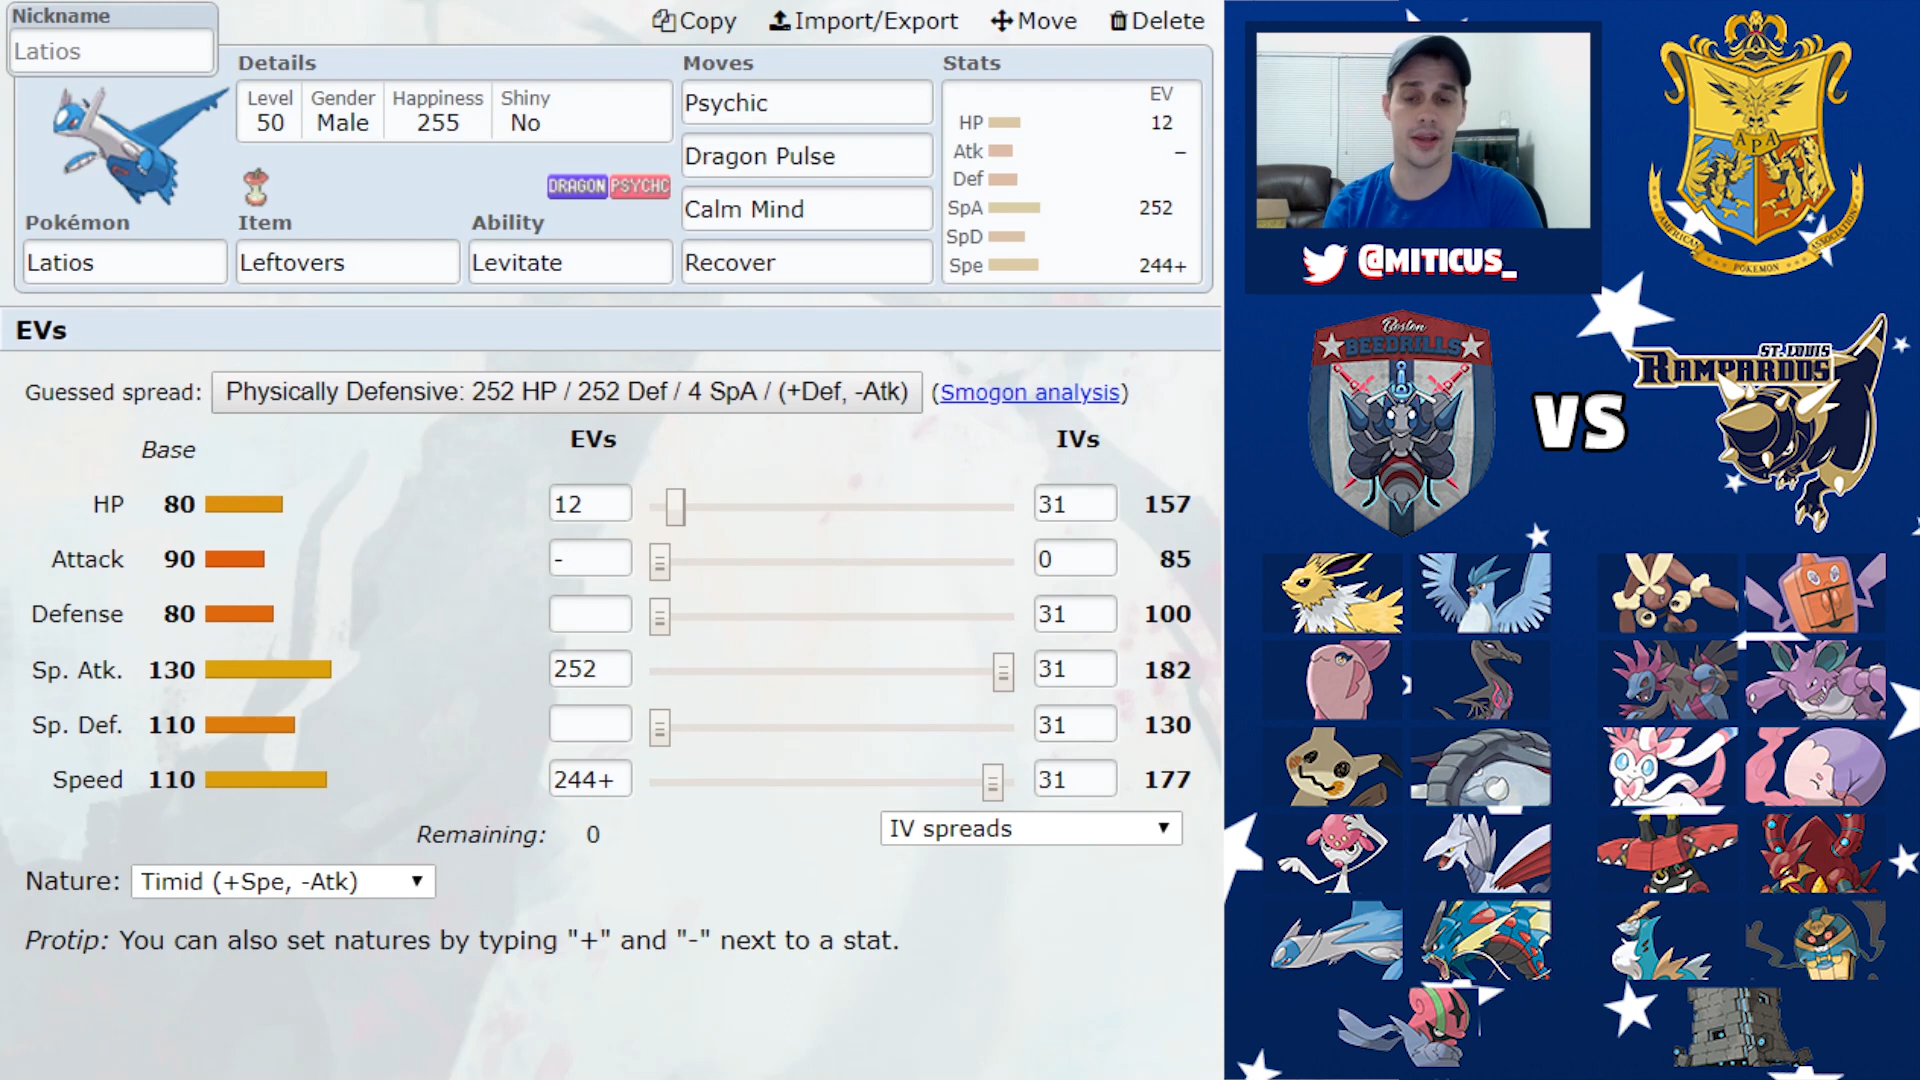 Nickname
Latios
Copy
Import/Export
Move
Delete
Details
Moves
Stats
Level
50
Gender
Male
Happiness
255
Shiny
No
Psychic
Dragon Pulse
Calm Mind
Recover
EV
HP 12
Atk –
Def
SpA 252
SpD
Spe 244+
DRAGON PSYCHC
Pokémon
Latios
Item
Leftovers
Ability
Levitate
EVs
Guessed spread: Physically Defensive: 252 HP / 252 Def / 4 SpA / (+Def, -Atk) (Smogon analysis)
Base EVs IVs
HP 80 12 31 157
Attack 90 - 0 85
Defense 80 31 100
Sp. Atk. 130 252 31 182
Sp. Def. 110 31 130
Speed 110 244+ 31 177
Remaining: 0
IV spreads
Nature: Timid (+Spe, -Atk)
Protip: You can also set natures by typing "+" and "-" next to a stat.
@MITICUS_
APA
AMERICAN POKEMON ASSOCIATION
Boston
BEEDRILLS
VS
ST. LOUIS
RAMPARDOS